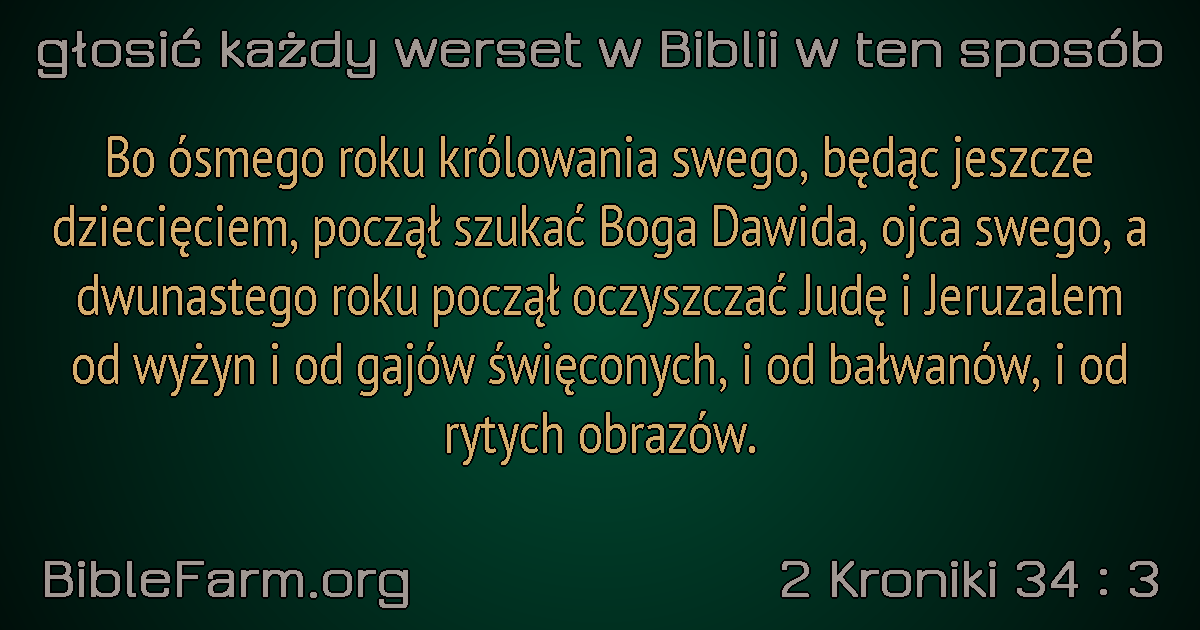 głosić każdy werset w Biblii w ten sposób
Bo ósmego roku królowania swego, będąc jeszcze
dziecięciem, począł szukać Boga Dawida, ojca swego, a
dwunastego roku począł oczyszczać Judę i Jeruzalem
od wyżyn i od gajów święconych, i od bałwanów, i od
rytych obrazów.
BibleFarm.org
2 Kroniki 34 : 3